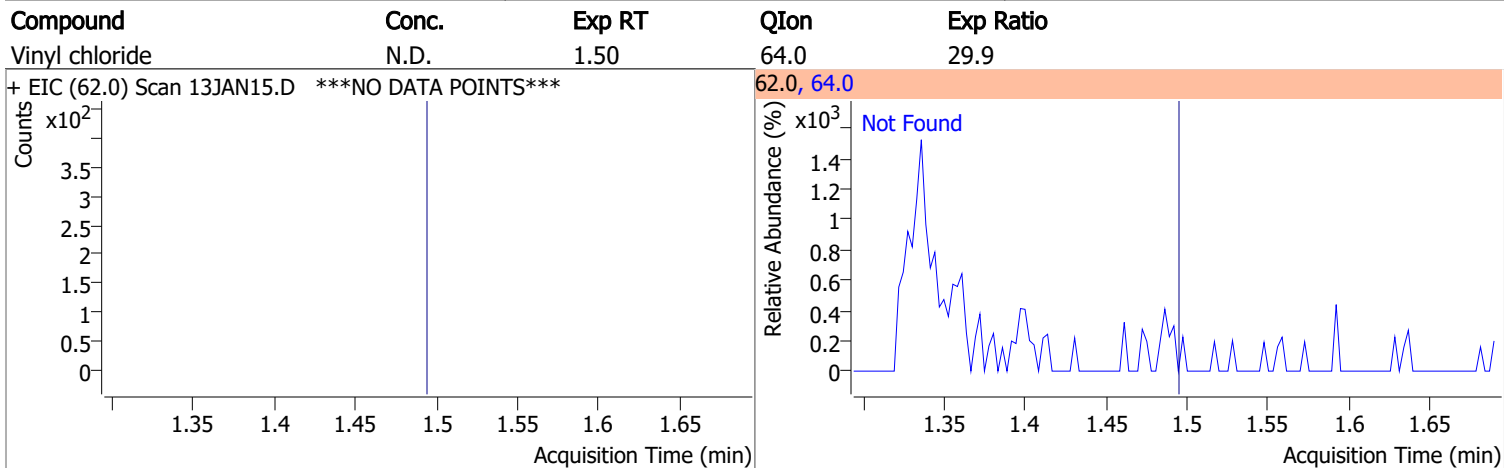 Compound Conc. Exp RT QIon Exp Ratio
Vinyl chloride N.D. 1.50 64.0 29.9
+ EIC (62.0) Scan 13JAN15.D ***NO DATA POINTS***
Counts
x10²
3.5
3
2.5
2
1.5
1
0.5
0
1.35 1.4 1.45 1.5 1.55 1.6 1.65
Acquisition Time (min)
62.0, 64.0
Relative Abundance (%)
x10³
Not Found
1.4
1.2
1
0.8
0.6
0.4
0.2
0
1.35 1.4 1.45 1.5 1.55 1.6 1.65
Acquisition Time (min)